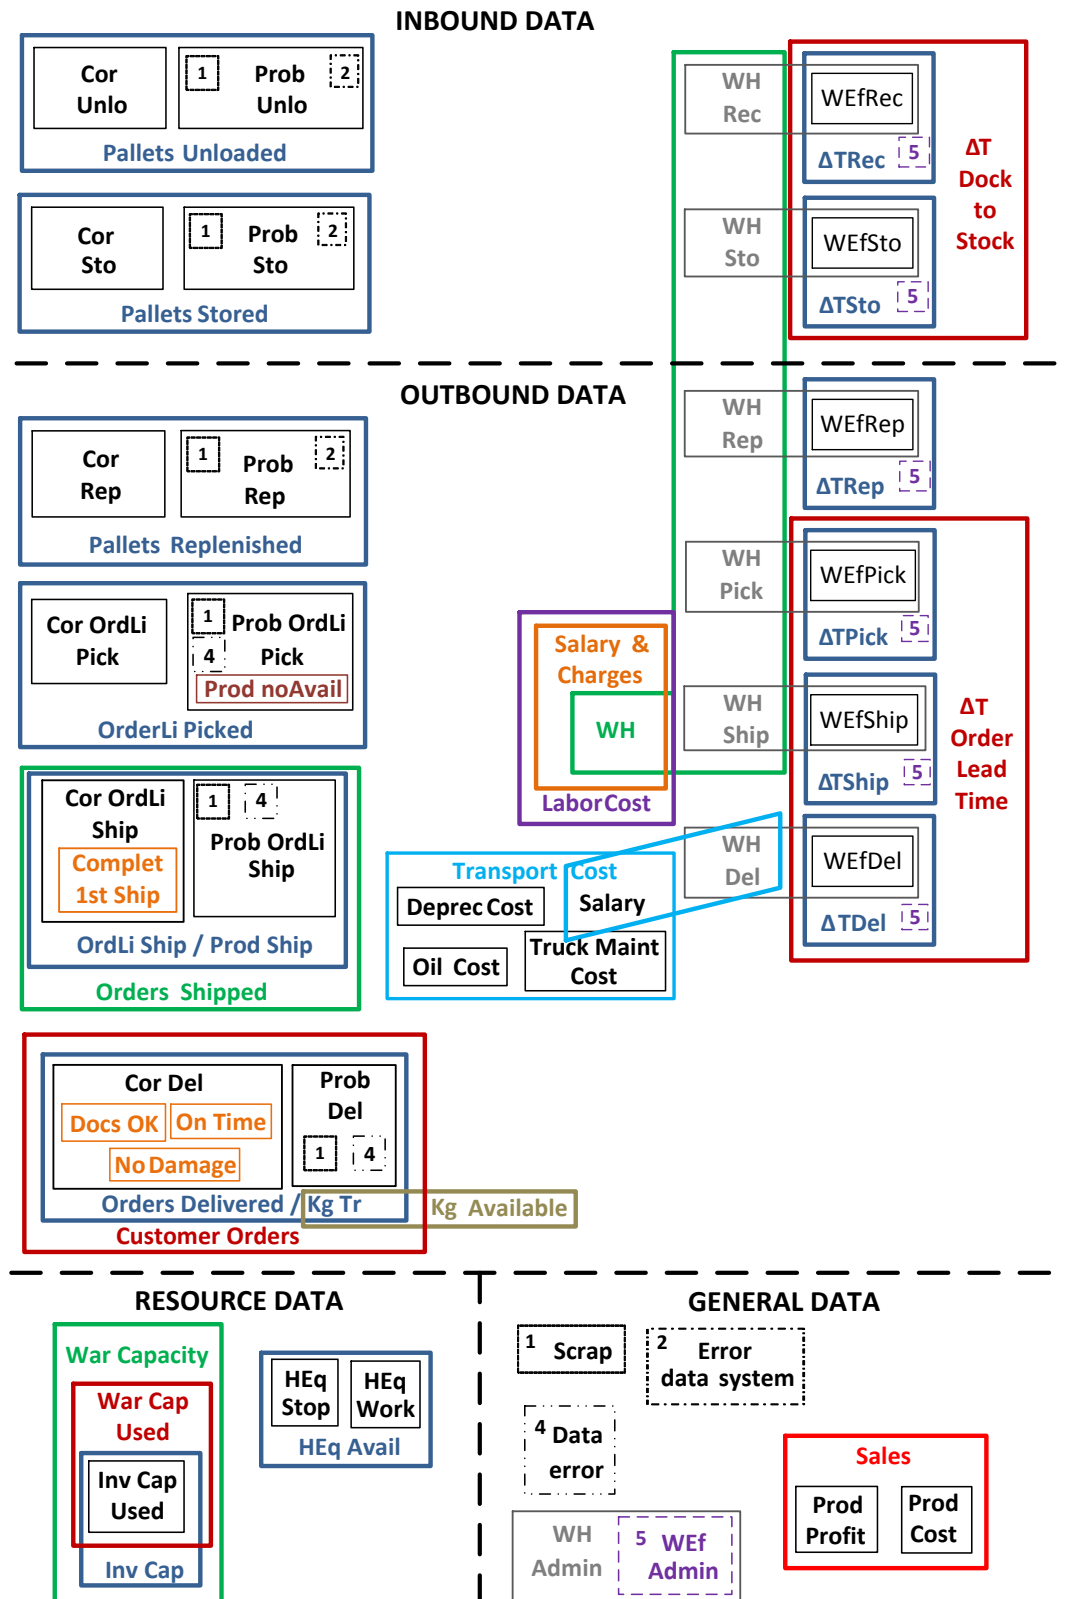 INBOUND DATA
Cor
Unlo
1
Prob
Unlo
2
Pallets Unloaded
Cor
Sto
1
Prob
Sto
2
Pallets Stored
WH
Rec
WEfRec
ΔTRec
5
WH
Sto
WEfSto
ΔTSto
5
ΔT
Dock
to
Stock
OUTBOUND DATA
Cor
Rep
1
Prob
Rep
2
Pallets Replenished
WH
Rep
WEfRep
ΔTRep
5
Cor OrdLi
Pick
1
Prob OrdLi
4
Pick
Prod noAvail
OrderLi Picked
WH
Pick
WEfPick
ΔTPick
5
Salary &
Charges
WH
Labor Cost
WH
Ship
WEfShip
ΔTShip
5
ΔT
Order
Lead
Time
Cor OrdLi
Ship
Complet
1st Ship
1
4
Prob OrdLi
Ship
OrdLi Ship / Prod Ship
Orders Shipped
Transport Cost
Deprec Cost
Salary
Oil Cost
Truck Maint
Cost
WH
Del
WEfDel
ΔTDel
5
Cor Del
Docs OK
On Time
No Damage
Prob
Del
1
4
Orders Delivered / Kg Tr
Kg Available
Customer Orders
RESOURCE DATA
War Capacity
War Cap
Used
Inv Cap
Used
Inv Cap
HEq
Stop
HEq
Work
HEq Avail
GENERAL DATA
1 Scrap
2 Error
data system
4 Data
error
WH
Admin
5 WEf
Admin
Sales
Prod
Profit
Prod
Cost